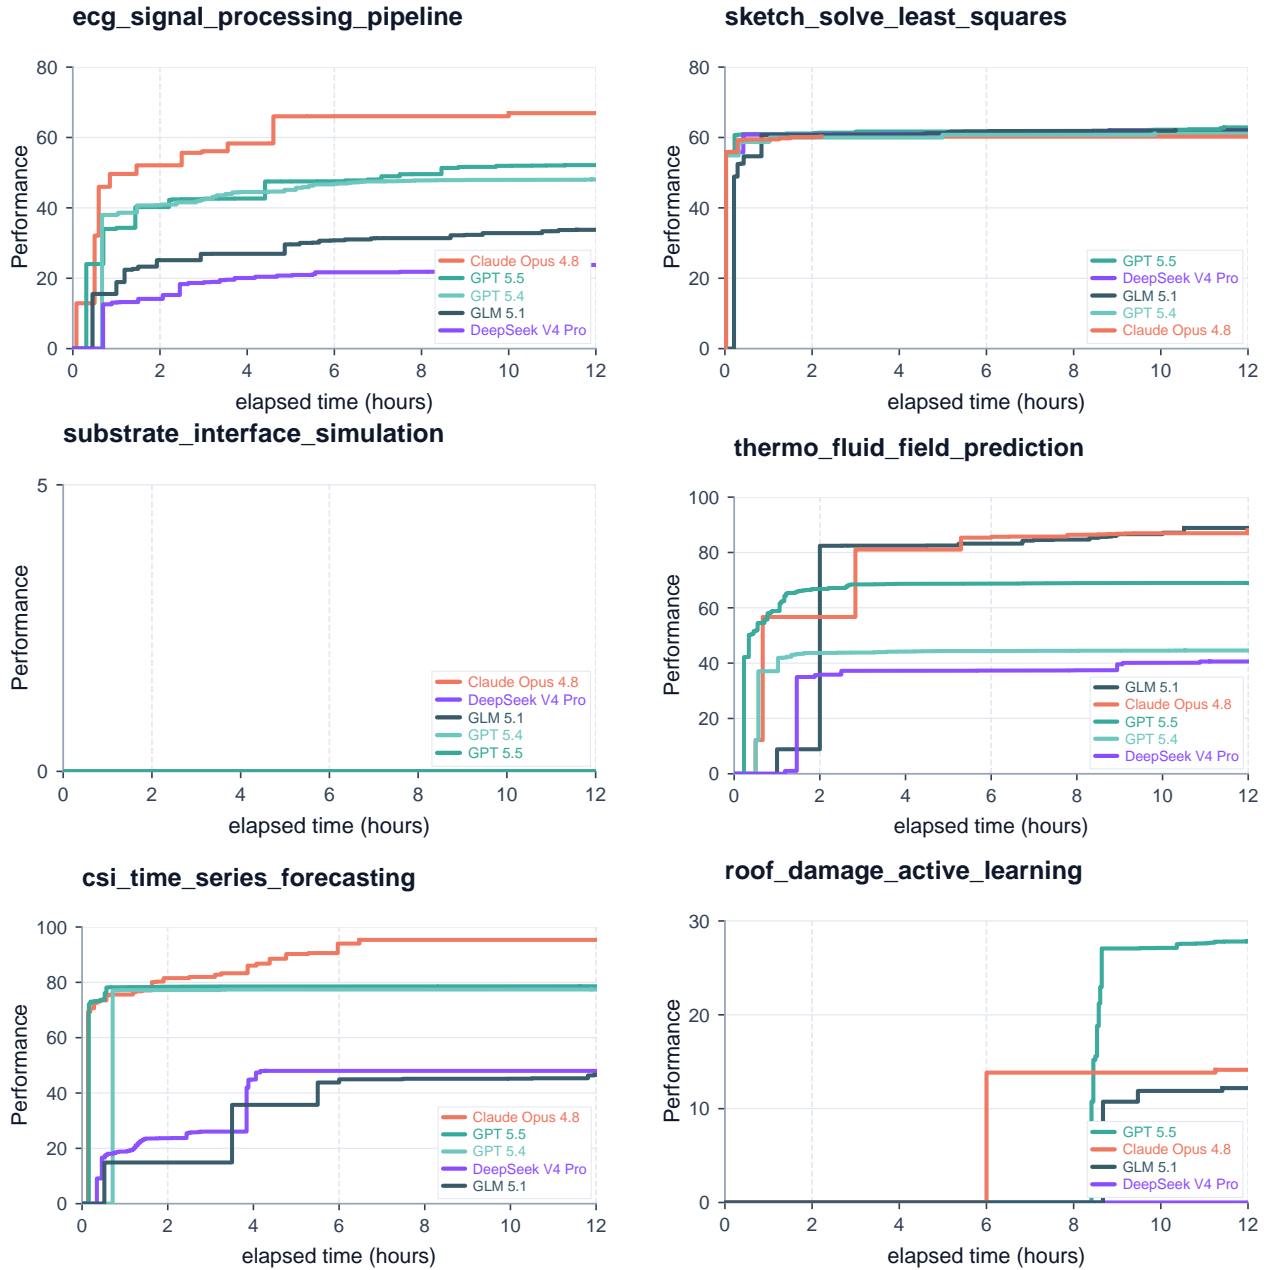 ecg_signal_processing_pipeline
80
60
40
20
0
Performance
0 2 4 6 8 10 12
elapsed time (hours)
Claude Opus 4.8
GPT 5.5
GPT 5.4
GLM 5.1
DeepSeek V4 Pro
sketch_solve_least_squares
80
60
40
20
0
Performance
0 2 4 6 8 10 12
elapsed time (hours)
GPT 5.5
DeepSeek V4 Pro
GLM 5.1
GPT 5.4
Claude Opus 4.8
substrate_interface_simulation
5
0
Performance
0 2 4 6 8 10 12
elapsed time (hours)
Claude Opus 4.8
DeepSeek V4 Pro
GLM 5.1
GPT 5.4
GPT 5.5
thermo_fluid_field_prediction
100
80
60
40
20
0
Performance
0 2 4 6 8 10 12
elapsed time (hours)
GLM 5.1
Claude Opus 4.8
GPT 5.5
GPT 5.4
DeepSeek V4 Pro
csi_time_series_forecasting
100
80
60
40
20
0
Performance
0 2 4 6 8 10 12
elapsed time (hours)
Claude Opus 4.8
GPT 5.5
GPT 5.4
DeepSeek V4 Pro
GLM 5.1
roof_damage_active_learning
30
20
10
0
Performance
0 2 4 6 8 10 12
elapsed time (hours)
GPT 5.5
Claude Opus 4.8
GLM 5.1
DeepSeek V4 Pro